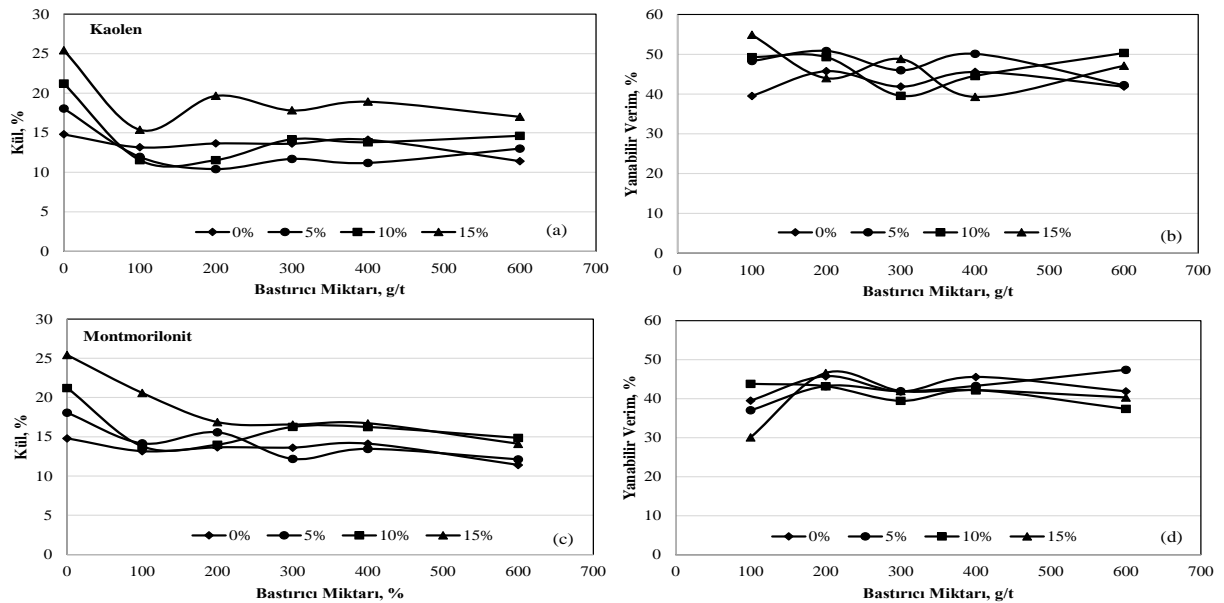 Kaolen
Kül, %
30
25
20
15
10
5
0
0% 5% 10% 15%
(a)
0 100 200 300 400 500 600 700
Bastırıcı Miktarı, g/t
Yanabilir Verim, %
60
50
40
30
20
10
0
0% 5% 10% 15%
(b)
0 100 200 300 400 500 600 700
Bastırıcı Miktarı, g/t
Montmorilonit
Kül, %
30
25
20
15
10
5
0
0% 5% 10% 15%
(c)
0 100 200 300 400 500 600 700
Bastırıcı Miktarı, %
Yanabilir Verim, %
60
50
40
30
20
10
0
0% 5% 10% 15%
(d)
0 100 200 300 400 500 600 700
Bastırıcı Miktarı, g/t